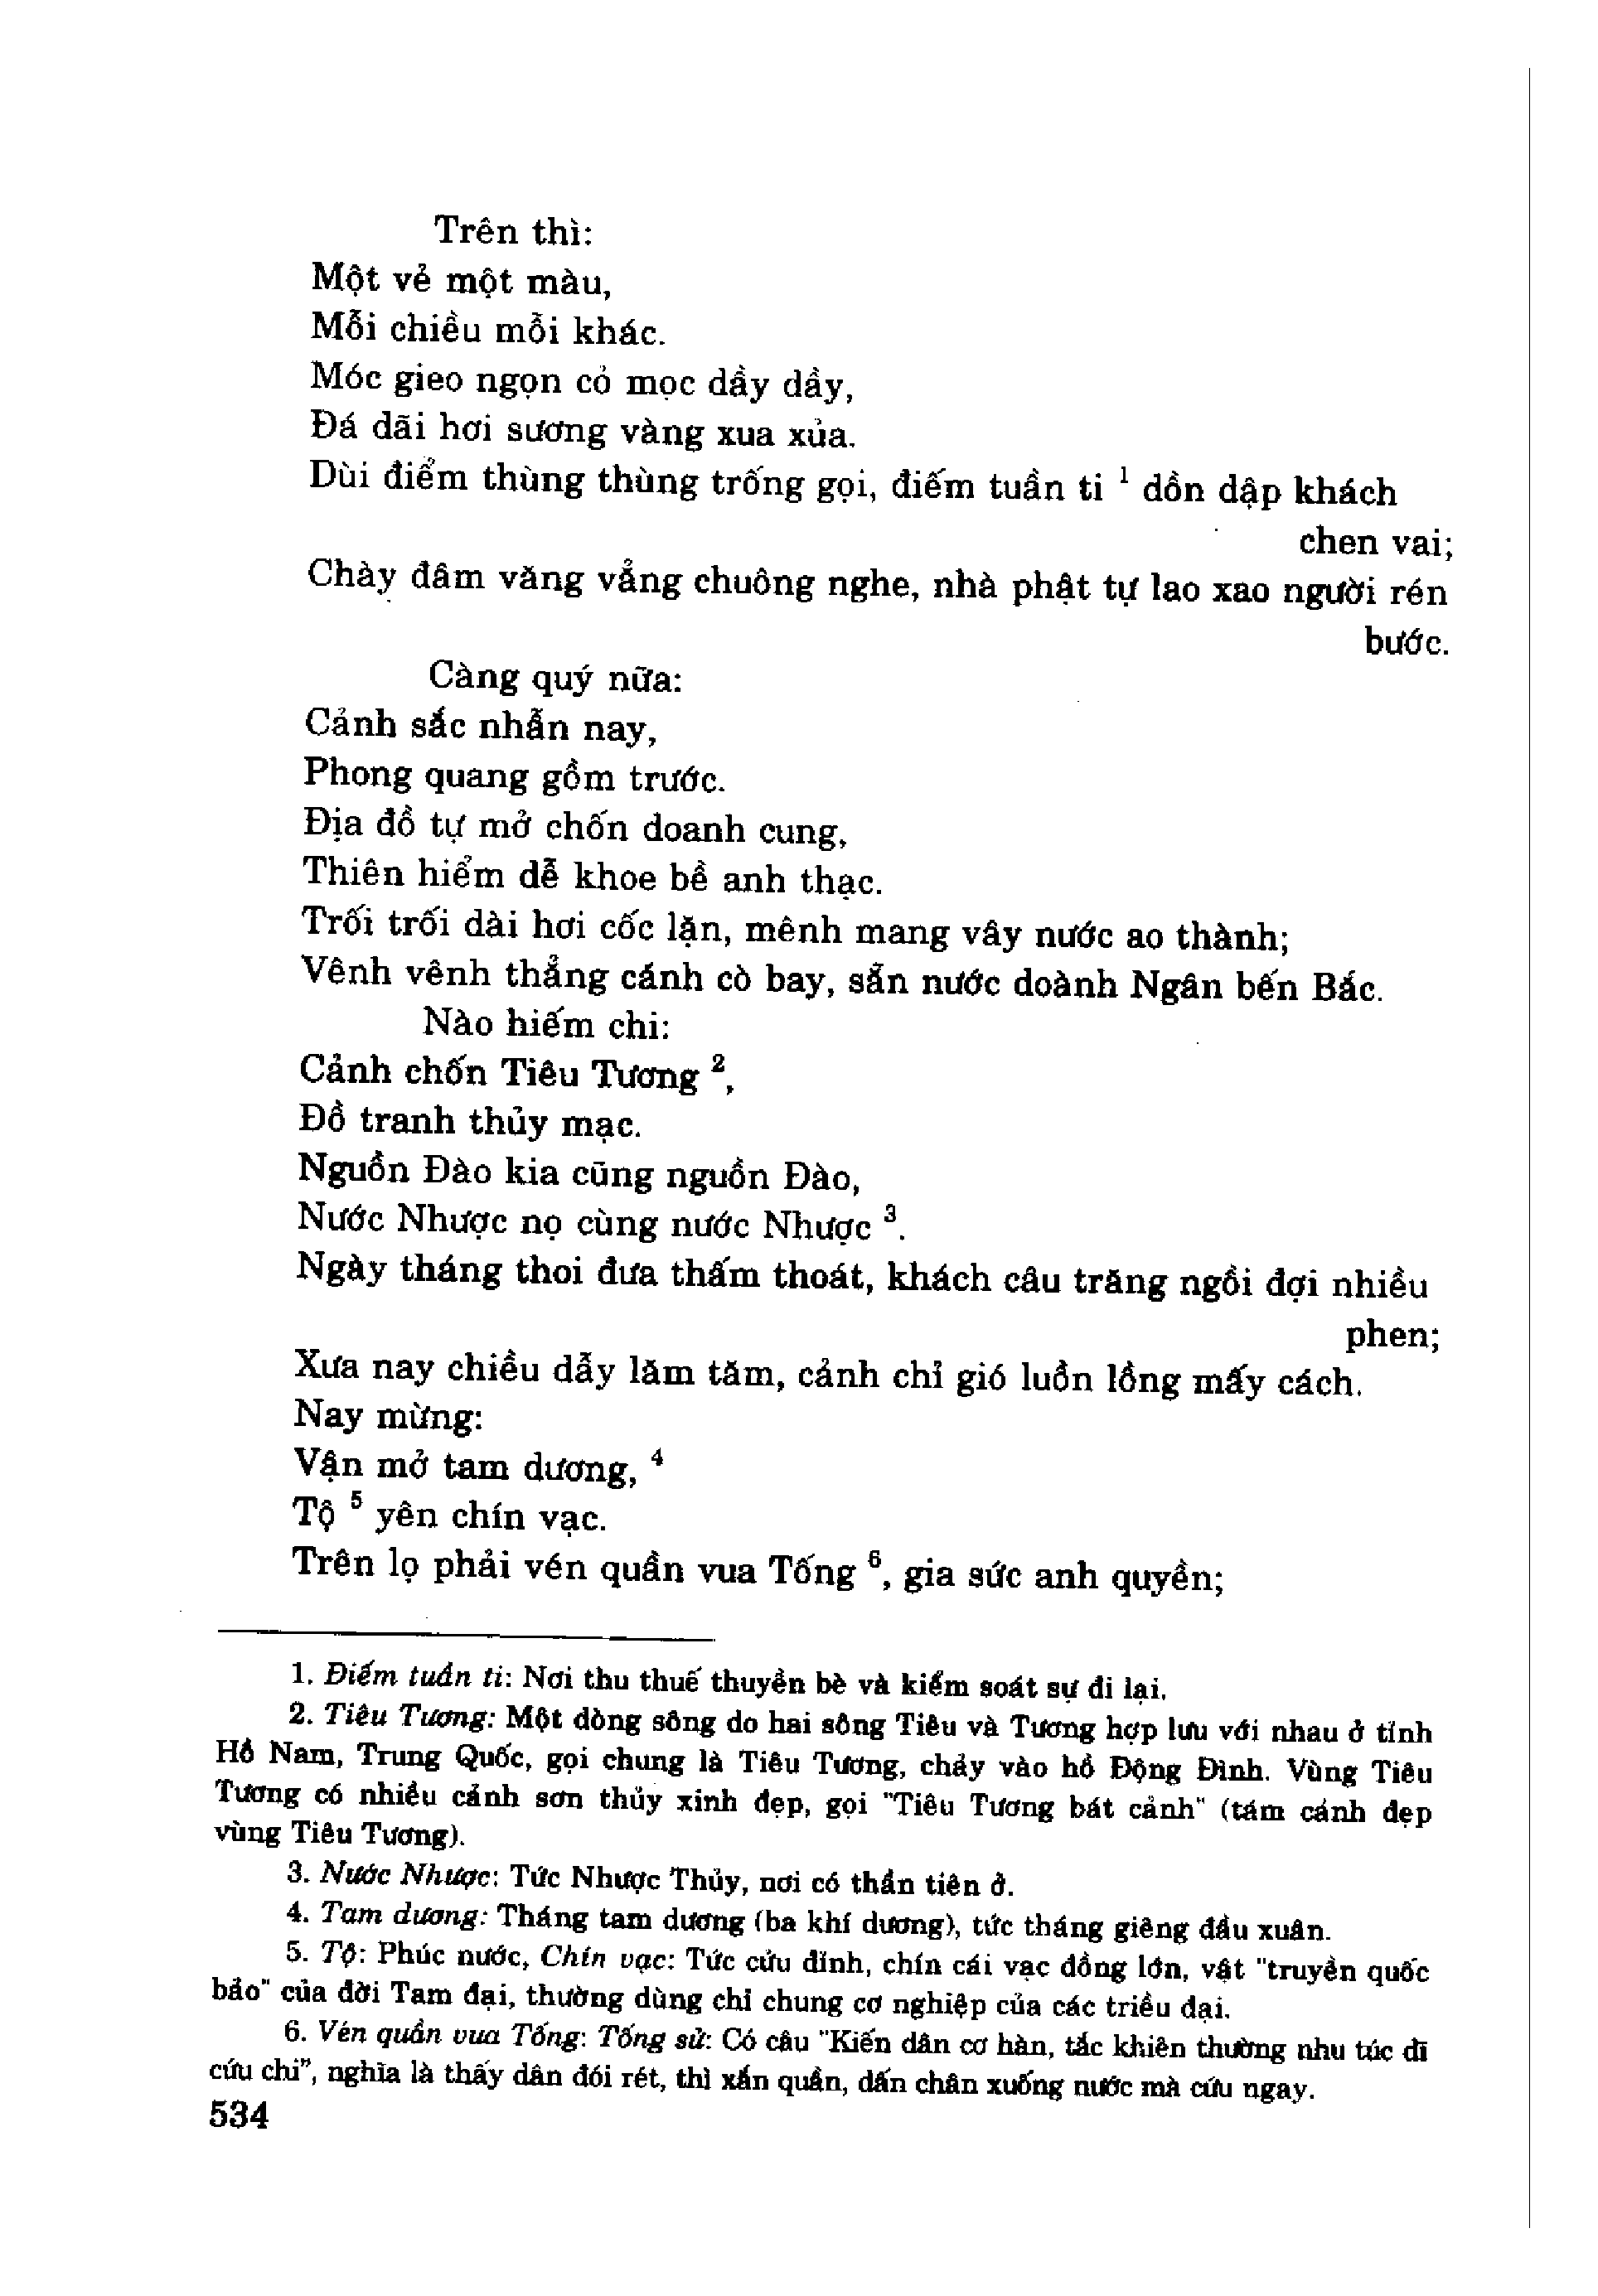 Trên thì:
Một vẻ một màu,
Mỗi chiều mỗi khác.
Móc gieo ngọn cỏ mọc dầy dầy,
Đá dãi hơi sương vàng xua xủa.
Dùi điểm thùng thùng trống gọi, điếm tuần ti ¹ dồn dập khách
chen vai;
Chày đâm văng vẳng chuông nghe, nhà phật tự lao xao người rén
bước.
Càng quý nữa:
Cảnh sắc nhẫn nay,
Phong quang gồm trước.
Địa đồ tự mở chốn doanh cung,
Thiên hiểm dễ khoe bề anh thạc.
Trối trối dài hơi cốc lặn, mênh mang vây nước ao thành;
Vênh vênh thẳng cánh cò bay, sẵn nước doành Ngân bến Bắc.
Nào hiếm chi:
Cảnh chốn Tiêu Tương ²,
Đồ tranh thủy mạc.
Nguồn Đào kia cũng nguồn Đào,
Nước Nhược nọ cùng nước Nhược ³.
Ngày tháng thoi đưa thấm thoát, khách câu trăng ngồi đợi nhiều
phen;
Xưa nay chiều dẫy lăm tăm, cảnh chỉ gió luồn lồng mấy cách.
Nay mừng:
Vận mở tam dương, ⁴
Tộ ⁵ yên chín vạc.
Trên lọ phải vén quần vua Tống ⁶, gia sức anh quyền;
1. Điếm tuần ti: Nơi thu thuế thuyền bè và kiểm soát sự đi lại.
2. Tiêu Tương: Một dòng sông do hai sông Tiêu và Tương hợp lưu với nhau ở tỉnh
Hồ Nam, Trung Quốc, gọi chung là Tiêu Tương, chảy vào hồ Động Đình. Vùng Tiêu
Tương có nhiều cảnh sơn thủy xinh đẹp, gọi "Tiêu Tương bát cảnh" (tám cảnh đẹp
vùng Tiêu Tương).
3. Nước Nhược: Tức Nhược Thủy, nơi có thần tiên ở.
4. Tam dương: Tháng tam dương (ba khí dương), tức tháng giêng đầu xuân.
5. Tộ: Phúc nước, Chín vạc: Tức cửu đỉnh, chín cái vạc đồng lớn, vật "truyền quốc
bảo" của đời Tam đại, thường dùng chỉ chung cơ nghiệp của các triều đại.
6. Vén quần vua Tống: Tống sử: Có câu "Kiến dân cơ hàn, tắc khiên thường nhu túc dĩ
cứu chi", nghĩa là thấy dân đói rét, thì xắn quần, dấn chân xuống nước mà cứu ngay.
534